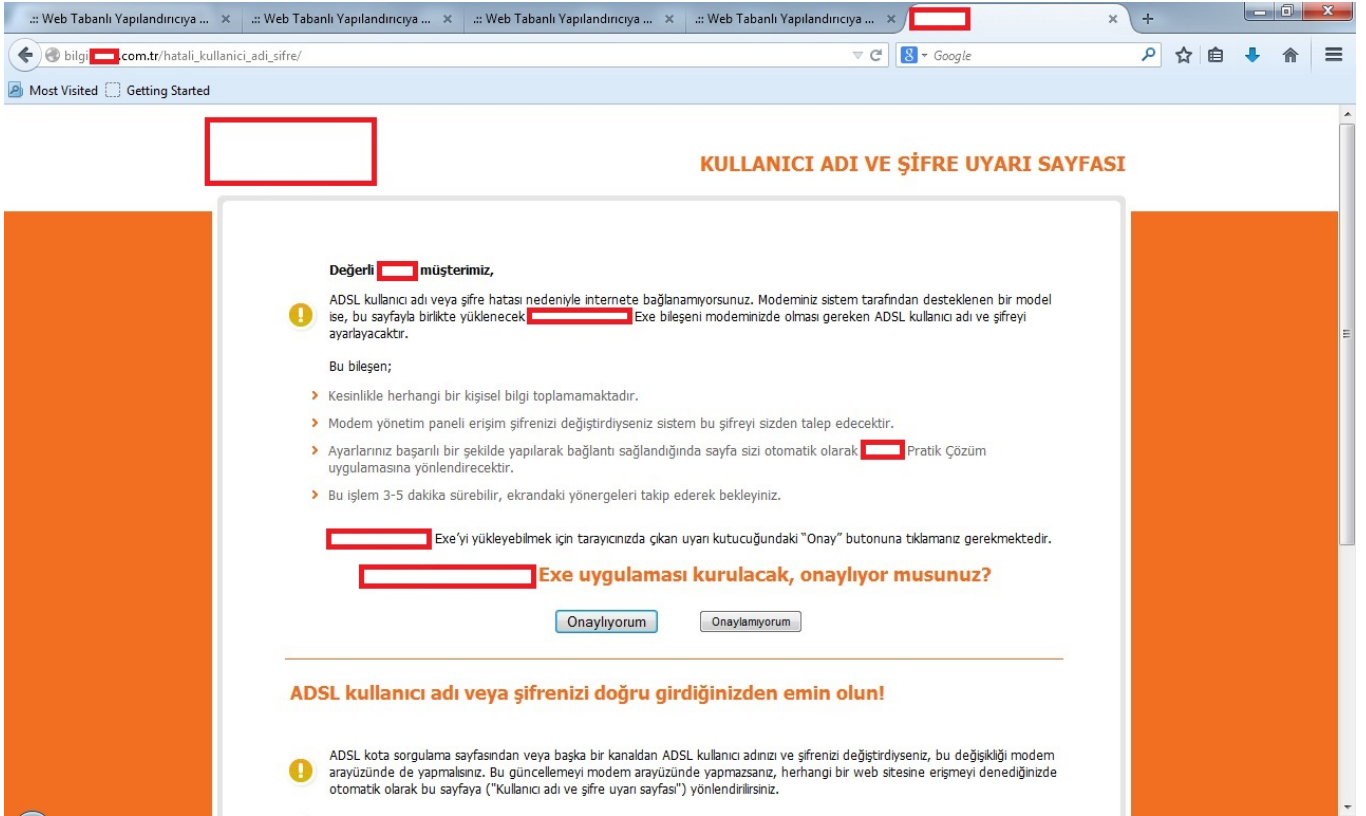 .:: Web Tabanlı Yapılandırıcıya ...
.:: Web Tabanlı Yapılandırıcıya ...
.:: Web Tabanlı Yapılandırıcıya ...
.:: Web Tabanlı Yapılandırıcıya ...
bilgi .com.tr/hatali_kullanici_adi_sifre/
Google
Most Visited Getting Started
KULLANICI ADI VE ŞİFRE UYARI SAYFASI
Değerli müşterimiz,
ADSL kullanıcı adı veya şifre hatası nedeniyle internete bağlanamıyorsunuz. Modeminiz sistem tarafından desteklenen bir model
ise, bu sayfayla birlikte yüklenecek Exe bileşeni modeminizde olması gereken ADSL kullanıcı adı ve şifreyi
ayarlayacaktır.
Bu bileşen;
Kesinlikle herhangi bir kişisel bilgi toplamamaktadır.
Modem yönetim paneli erişim şifrenizi değiştirdiyseniz sistem bu şifreyi sizden talep edecektir.
Ayarlarınız başarılı bir şekilde yapılarak bağlantı sağlandığında sayfa sizi otomatik olarak Pratik Çözüm
uygulamasına yönlendirecektir.
Bu işlem 3-5 dakika sürebilir, ekrandaki yönergeleri takip ederek bekleyiniz.
Exe'yi yükleyebilmek için tarayıcınızda çıkan uyarı kutucuğundaki "Onay" butonuna tıklamanız gerekmektedir.
Exe uygulaması kurulacak, onaylıyor musunuz?
Onaylıyorum Onaylamıyorum
ADSL kullanıcı adı veya şifrenizi doğru girdiğinizden emin olun!
ADSL kota sorgulama sayfasından veya başka bir kanaldan ADSL kullanıcı adınızı ve şifrenizi değiştirdiyseniz, bu değişikliği modem
arayüzünde de yapmalısınız. Bu güncellemeyi modem arayüzünde yapmazsanız, herhangi bir web sitesine erişmeyi denediğinizde
otomatik olarak bu sayfaya ("Kullanıcı adı ve şifre uyarı sayfası") yönlendirilirsiniz.